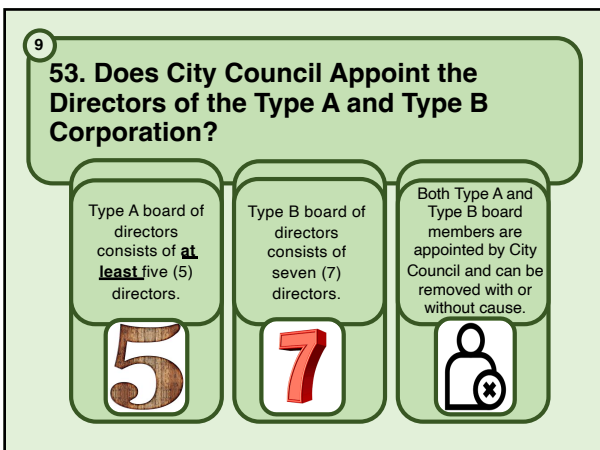 9
53. Does City Council Appoint the
Directors of the Type A and Type B
Corporation?
Type A board of
directors
consists of at
least five (5)
directors.
5
Type B board of
directors
consists of
seven (7)
directors.
7
Both Type A and
Type B board
members are
appointed by City
Council and can be
removed with or
without cause.